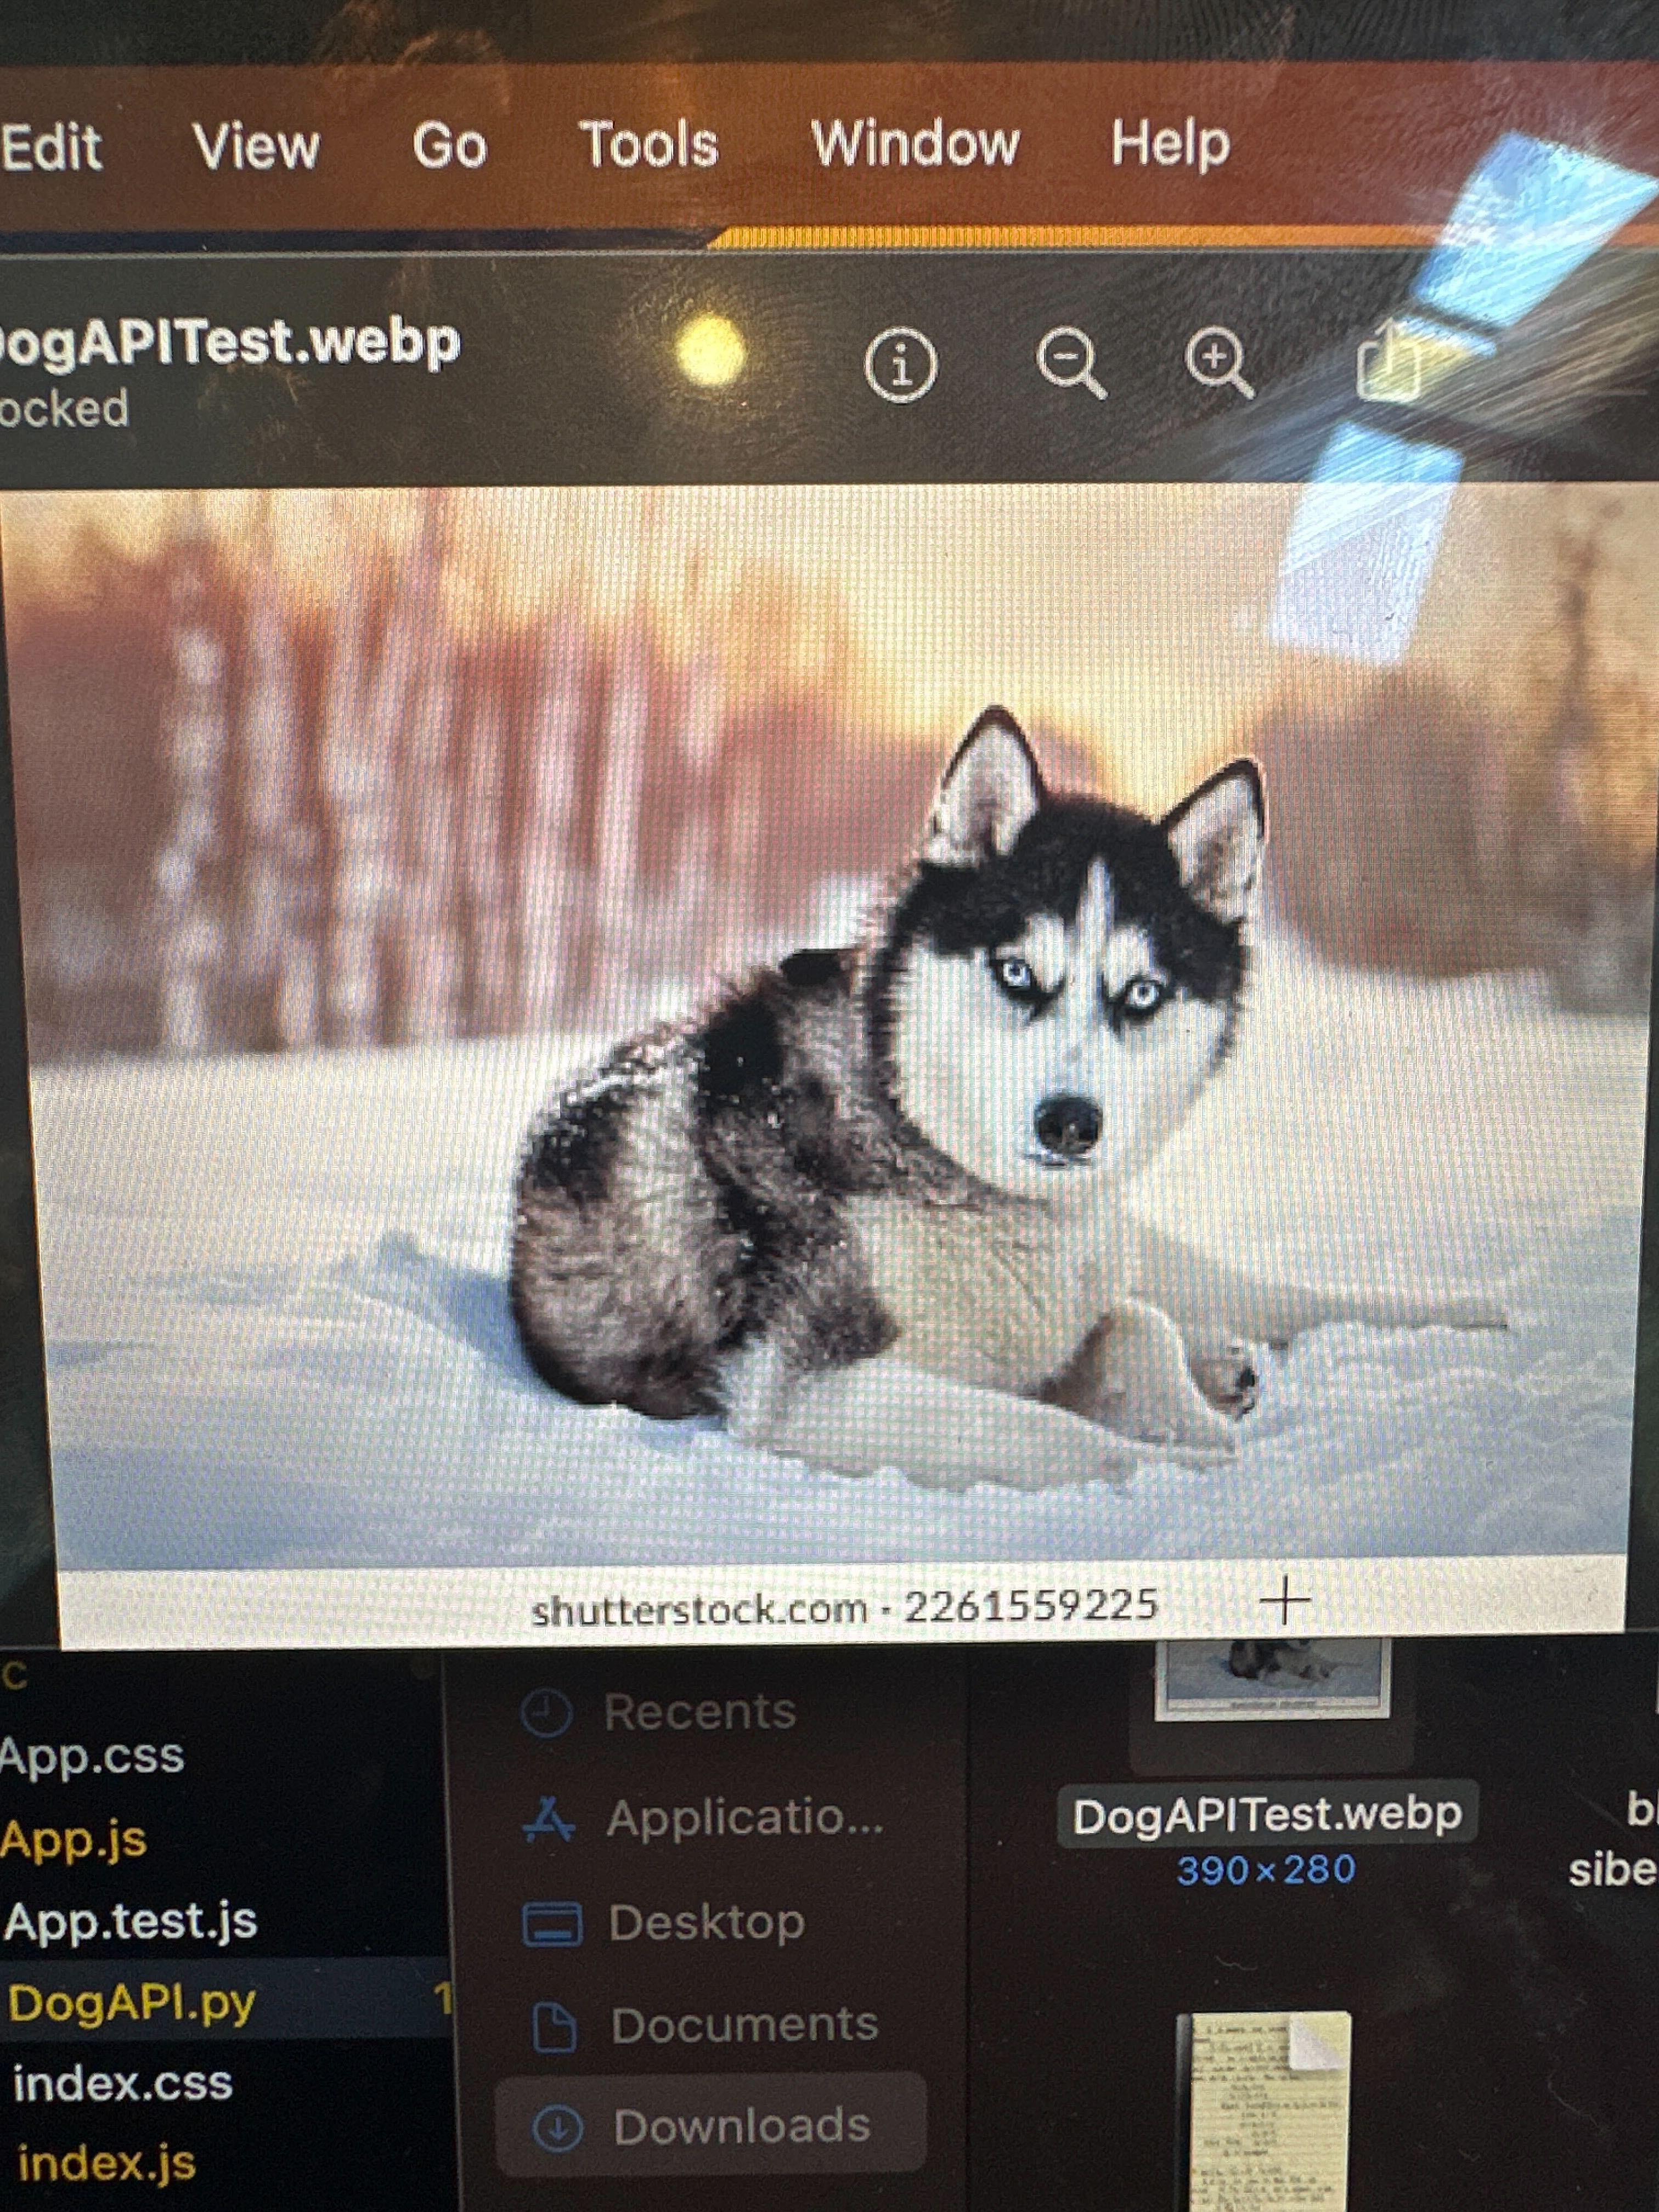 Edit View Go Tools Window Help
ogAPITest.webp
ocked
shutterstock.com · 2261559225
App.css
App.js
App.test.js
DogAPI.py 1
index.css
index.js
Recents
Applicatio...
Desktop
Documents
Downloads
DogAPITest.webp
390×280
sibe